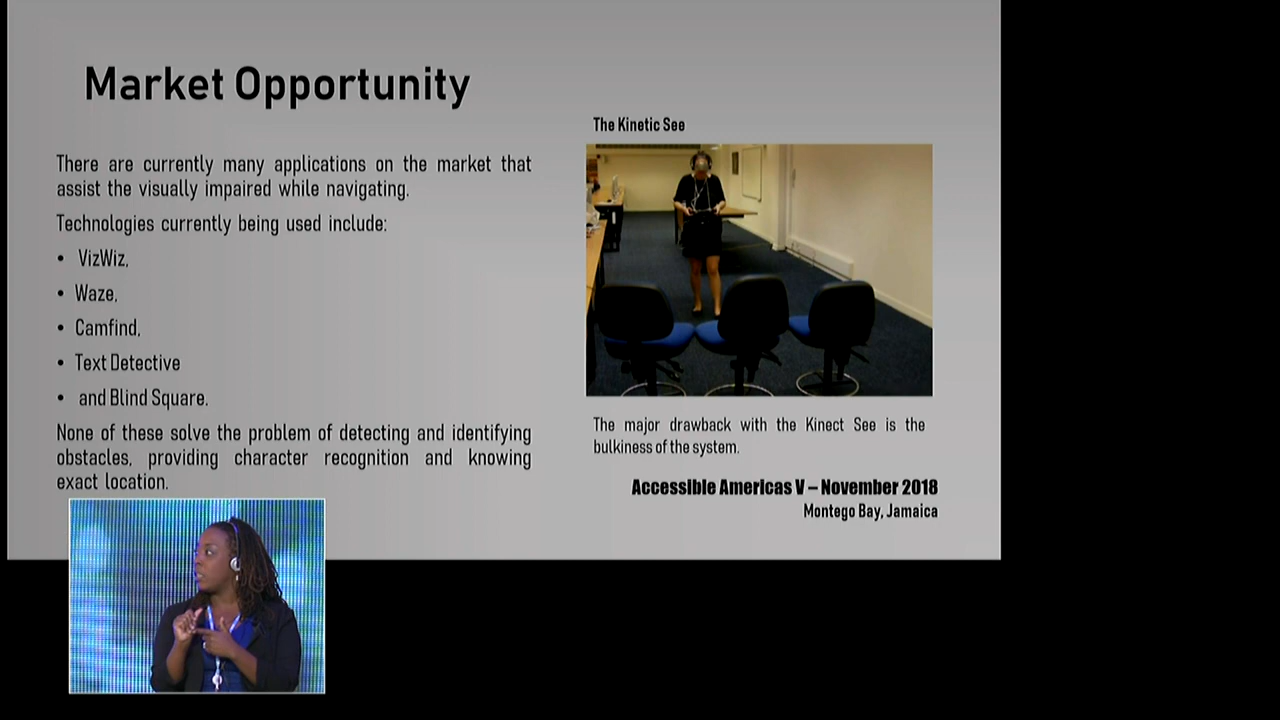 Market Opportunity
There are currently many applications on the market that
assist the visually impaired while navigating.
Technologies currently being used include:
• VizWiz,
• Waze,
• Camfind,
• Text Detective
• and Blind Square.
None of these solve the problem of detecting and identifying
obstacles, providing character recognition and knowing
exact location.
The Kinetic See
The major drawback with the Kinect See is the
bulkiness of the system.
Accessible Americas V – November 2018
Montego Bay, Jamaica